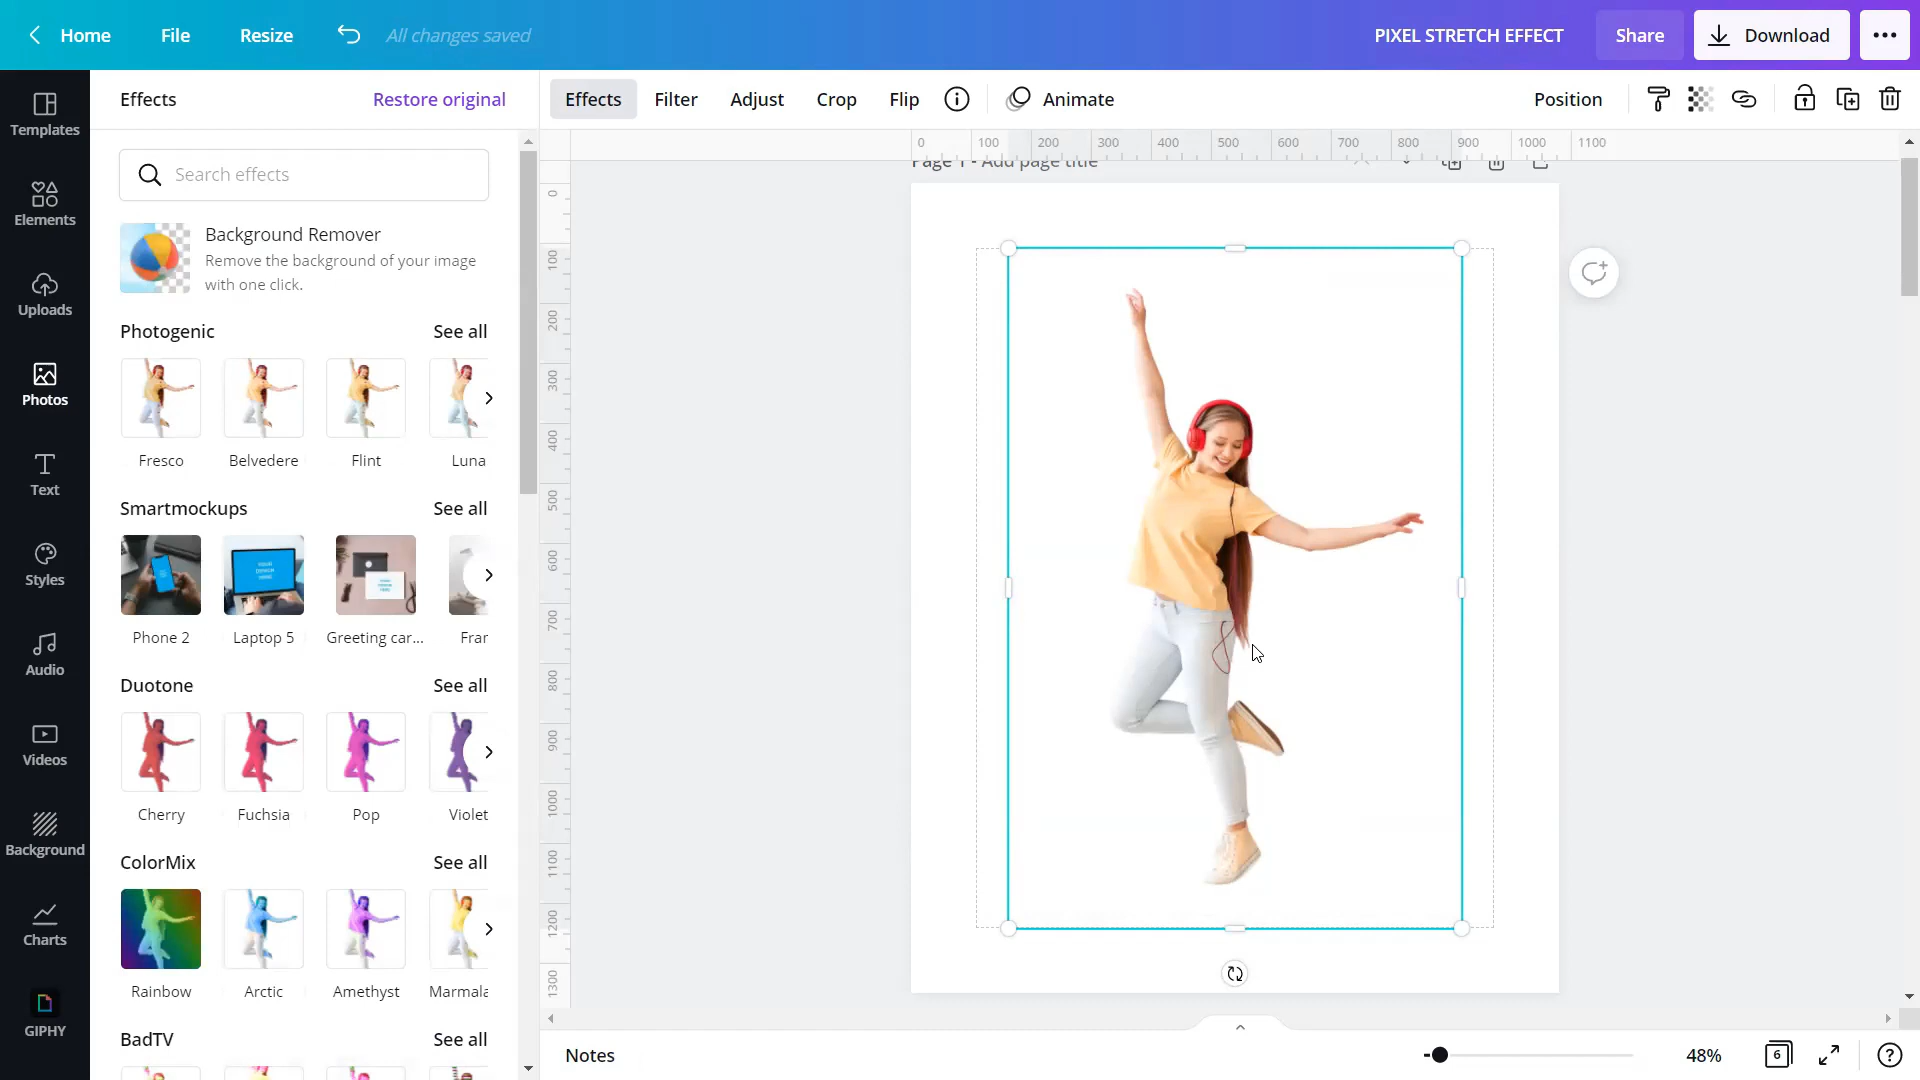 Home File Resize All changes saved PIXEL STRETCH EFFECT Share Download
Effects Restore original Effects Filter Adjust Crop Flip Animate Position
Templates
Elements
Uploads
Photos
Text
Styles
Audio
Videos
Background
Charts
GIPHY
Search effects
Background Remover
Remove the background of your image
with one click.
Photogenic See all
Fresco Belvedere Flint Luna
Smartmockups See all
YOUR
DESIGN
HERE
Phone 2 Laptop 5 Greeting car... Fran
Duotone See all
Cherry Fuchsia Pop Violet
ColorMix See all
Rainbow Arctic Amethyst Marmala
BadTV See all
0 100 200 300 400 500 600 700 800 900 1000 1100
Page 1 - Add page title
0
100
200
300
400
500
600
700
800
900
1000
1100
1200
1300
Notes 48% 6